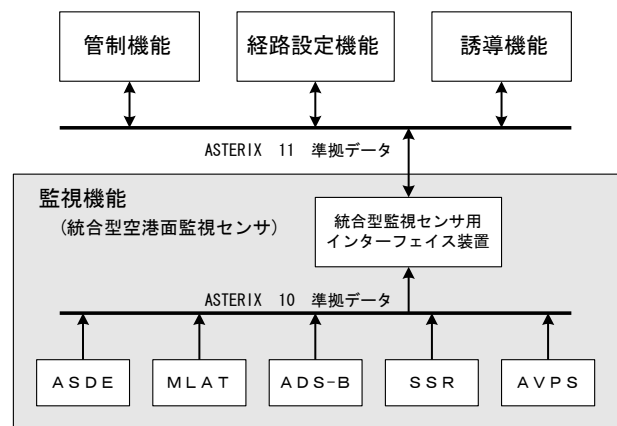 管制機能
経路設定機能
誘導機能
ASTERIX 11 準拠データ
監視機能
(統合型空港面監視センサ)
統合型監視センサ用
インターフェイス装置
ASTERIX 10 準拠データ
ＡＳＤＥ
ＭＬＡＴ
ＡＤＳ-Ｂ
ＳＳＲ
ＡＶＰＳ